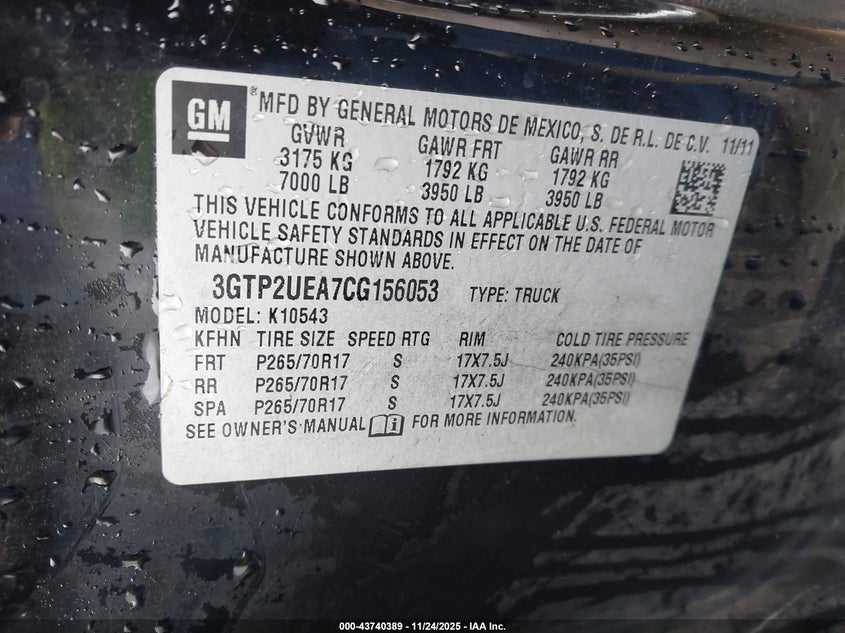 GM
® MFD BY GENERAL MOTORS DE MEXICO, S. DE R.L. DE C.V. 11/11
GVWR GAWR FRT GAWR RR
3175 KG 1792 KG 1792 KG
7000 LB 3950 LB 3950 LB
THIS VEHICLE CONFORMS TO ALL APPLICABLE U.S. FEDERAL MOTOR
VEHICLE SAFETY STANDARDS IN EFFECT ON THE DATE OF
MANUFACTURE SHOWN ABOVE.
3GTP2UEA7CG156053 TYPE: TRUCK
MODEL: K10543
KFHN TIRE SIZE SPEED RTG RIM COLD TIRE PRESSURE
FRT P265/70R17 S 17X7.5J 240KPA(35PSI)
RR P265/70R17 S 17X7.5J 240KPA(35PSI)
SPA P265/70R17 S 17X7.5J 240KPA(35PSI)
SEE OWNER'S MANUAL i FOR MORE INFORMATION.
000-43740389 - 11/24/2025 - IAA Inc.